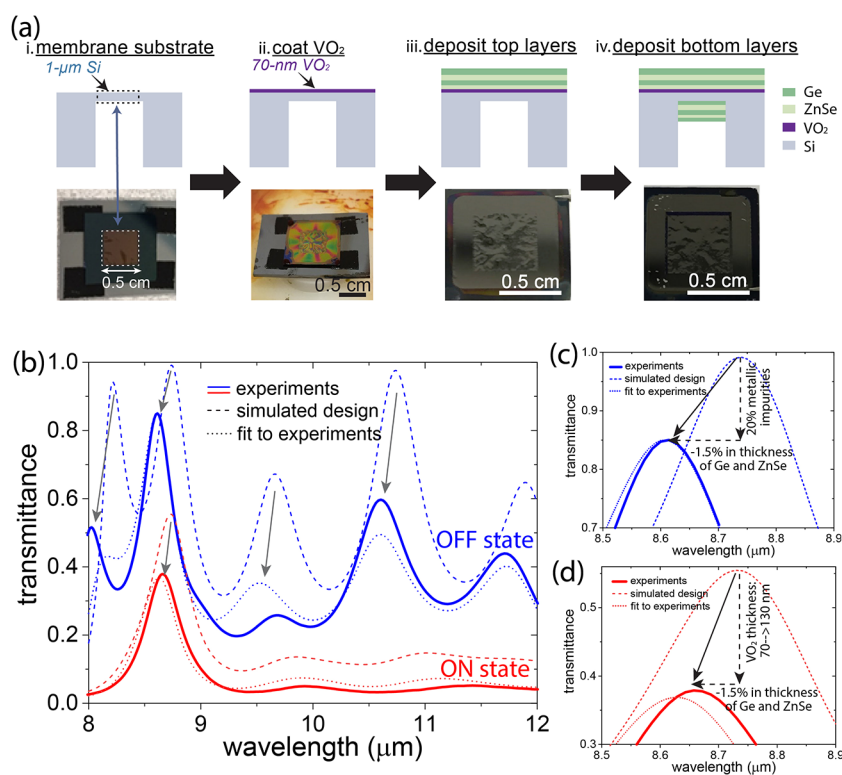 (a)
i. membrane substrate
1-μm Si
ii. coat VO₂
70-nm VO₂
iii. deposit top layers
iv. deposit bottom layers
Ge
ZnSe
VO₂
Si
0.5 cm
0.5 cm
0.5 cm
0.5 cm
(b)
1.0
0.8
0.6
0.4
0.2
0.0
transmittance
experiments
simulated design
fit to experiments
OFF state
ON state
8
9
10
11
12
wavelength (μm)
(c)
1.0
0.9
0.8
0.7
transmittance
experiments
simulated design
fit to experiments
20% metallic
impurities
-1.5% in thickness
of Ge and ZnSe
8.5
8.6
8.7
8.8
8.9
wavelength (μm)
(d)
0.5
0.4
0.3
transmittance
experiments
simulated design
fit to experiments
VO₂ thickness:
70-->130 nm
-1.5% in thickness
of Ge and ZnSe
8.5
8.6
8.7
8.8
8.9
wavelength (μm)